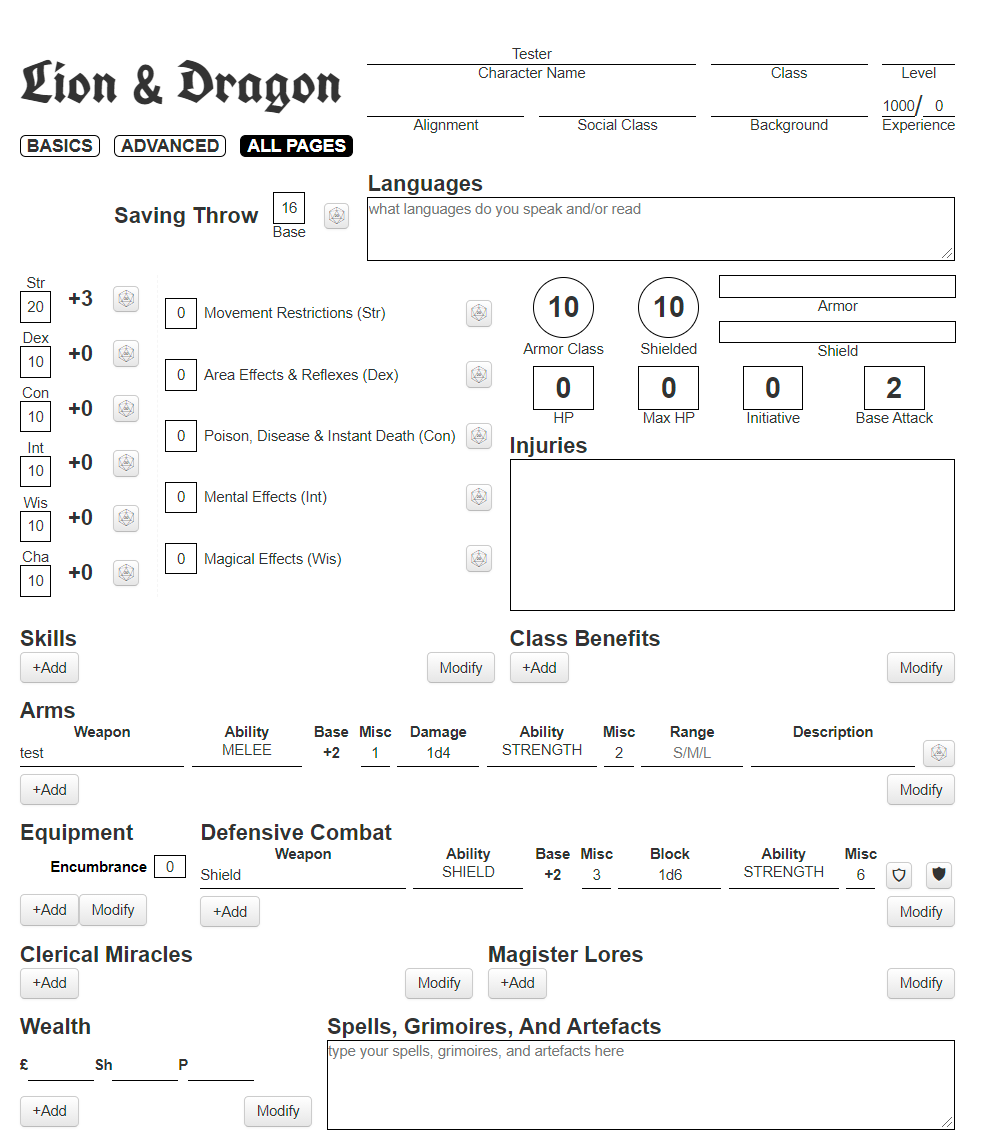 Lion & Dragon
Tester
Character Name
Class
Level
1000/ 0
Alignment
Social Class
Background
Experience
BASICS
ADVANCED
ALL PAGES
Languages
what languages do you speak and/or read
Saving Throw
16
Base
Str
20
+3
Dex
10
+0
Con
10
+0
Int
10
+0
Wis
10
+0
Cha
10
+0
0 Movement Restrictions (Str)
0 Area Effects & Reflexes (Dex)
0 Poison, Disease & Instant Death (Con)
0 Mental Effects (Int)
0 Magical Effects (Wis)
10
Armor Class
10
Shielded
Armor
Shield
0
HP
0
Max HP
0
Initiative
2
Base Attack
Injuries
Skills
+Add
Modify
Class Benefits
+Add
Modify
Arms
Weapon Ability Base Misc Damage Ability Misc Range Description
test MELEE +2 1 1d4 STRENGTH 2 S/M/L
+Add
Modify
Equipment
Encumbrance 0
+Add
Modify
Defensive Combat
Weapon Ability Base Misc Block Ability Misc
Shield SHIELD +2 3 1d6 STRENGTH 6
+Add
Modify
Clerical Miracles
+Add
Modify
Magister Lores
+Add
Modify
Wealth
£ Sh P
+Add
Modify
Spells, Grimoires, And Artefacts
type your spells, grimoires, and artefacts here